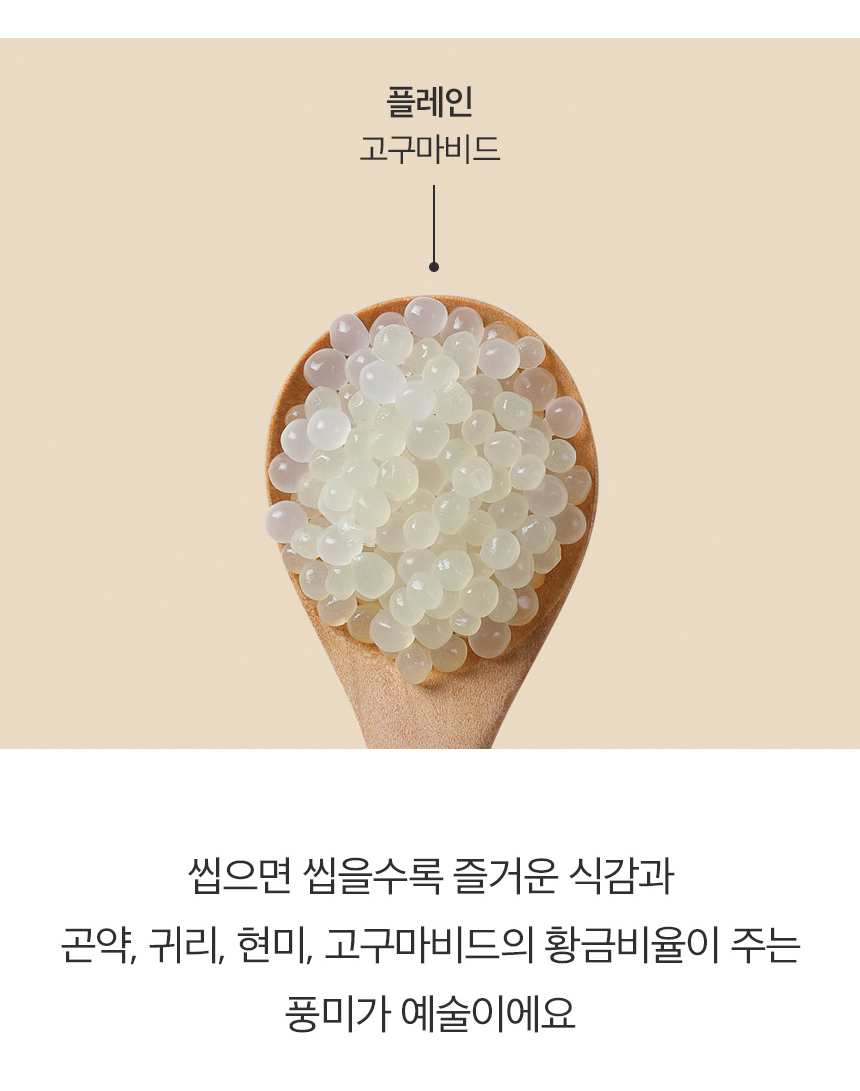 플레인
고구마비드
씹으면 씹을수록 즐거운 식감과
곤약, 귀리, 현미, 고구마비드의 황금비율이 주는
풍미가 예술이에요